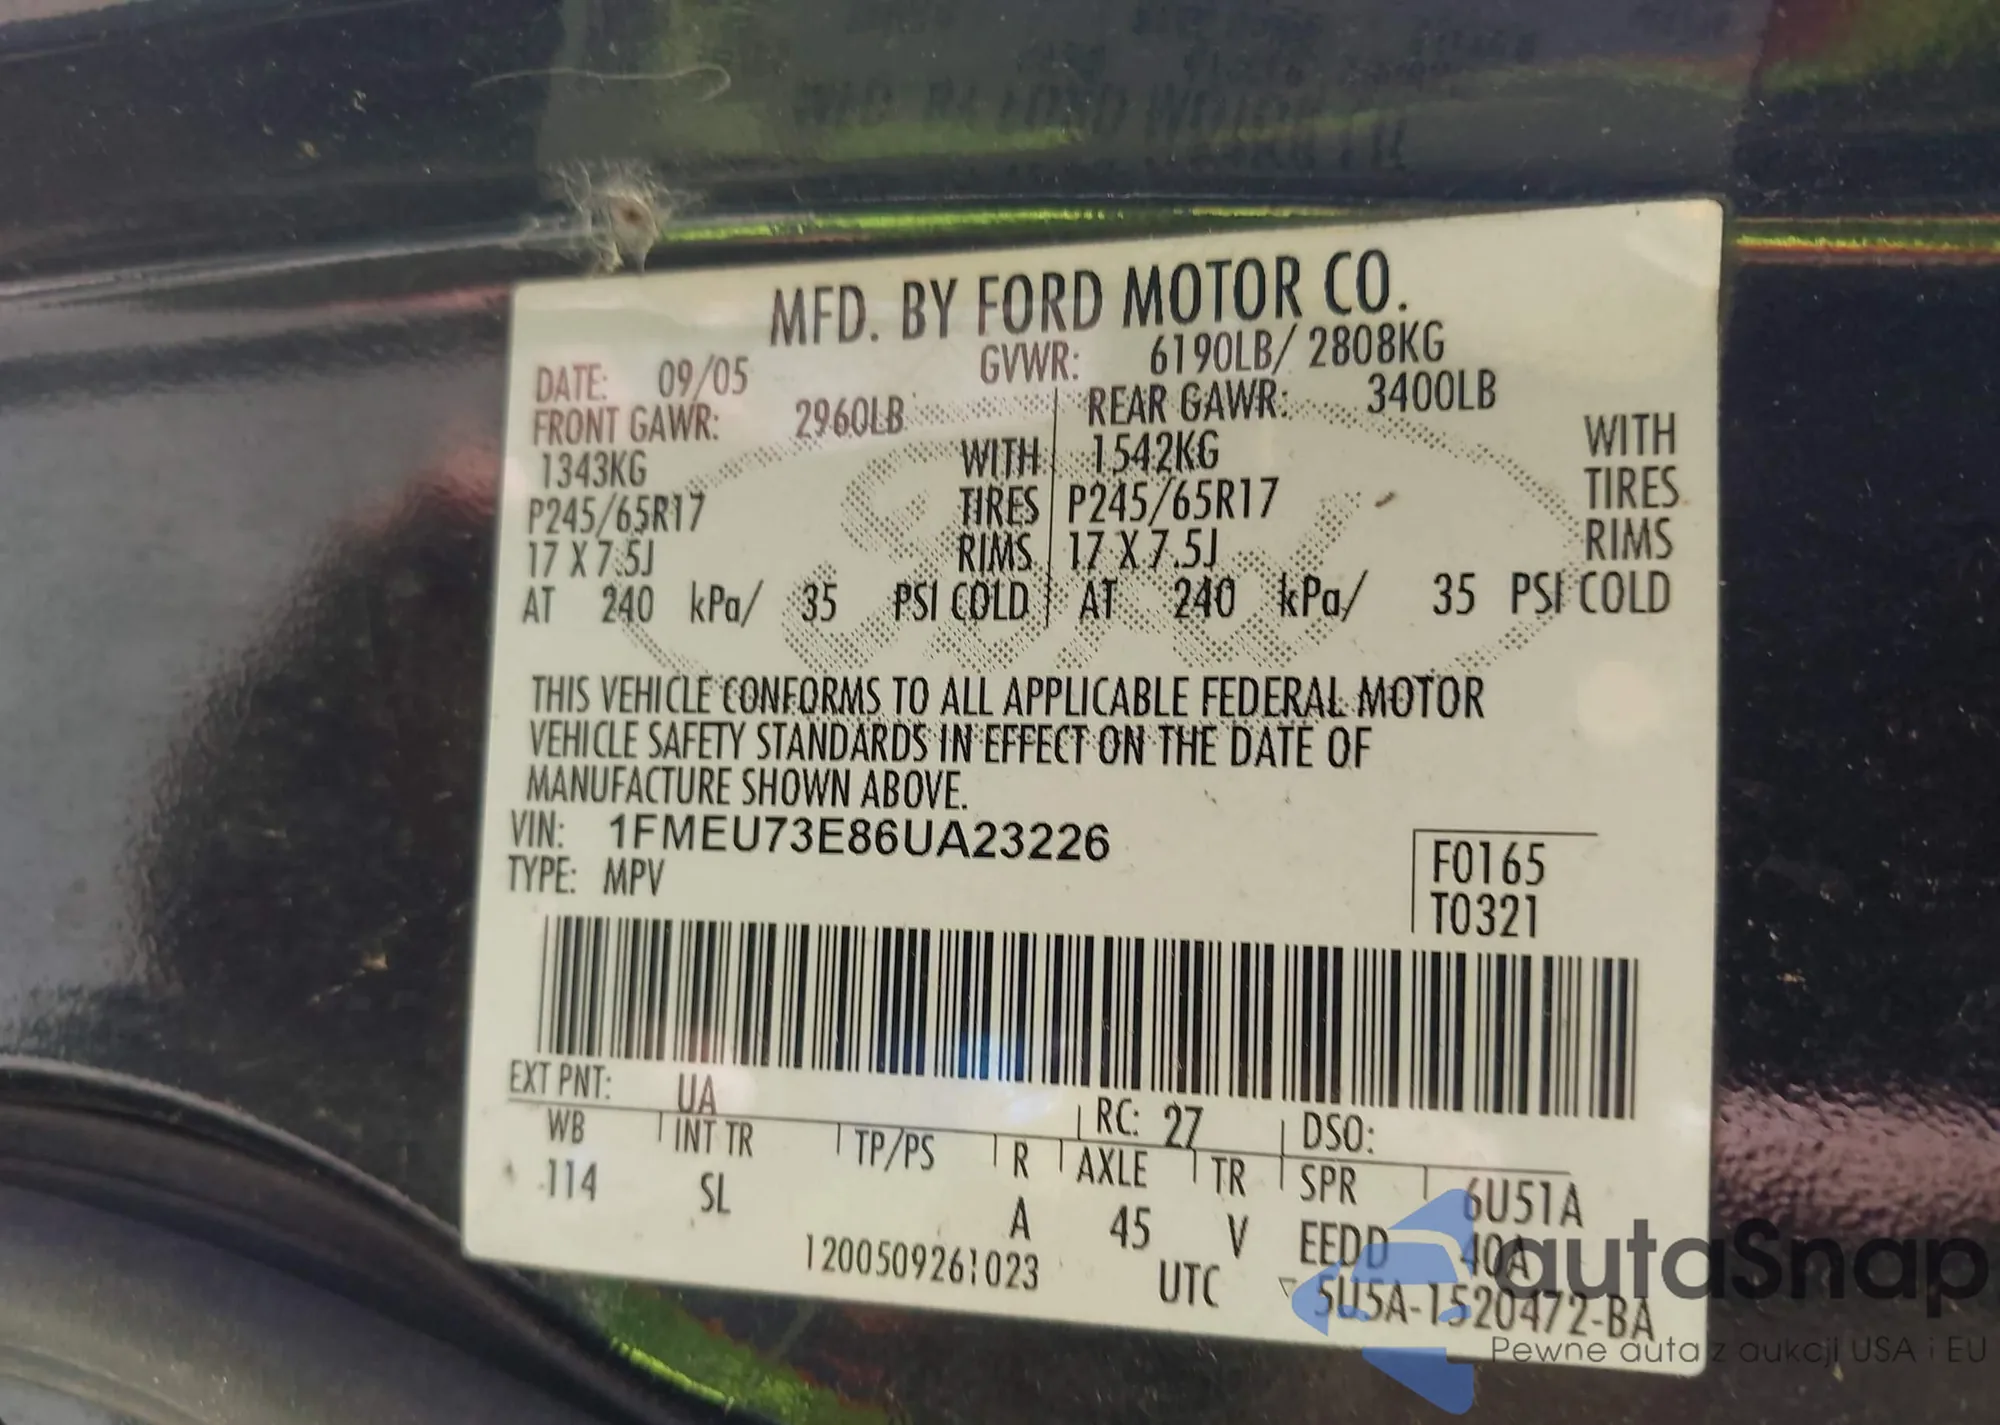 MFD. BY FORD MOTOR CO.
DATE: 09/05 GVWR: 6190LB/ 2808KG
FRONT GAWR: 2960LB REAR GAWR: 3400LB
1343KG WITH 1542KG WITH
P245/65R17 TIRES P245/65R17 TIRES
17 X 7.5J RIMS 17 X 7.5J RIMS
AT 240 kPa/ 35 PSI COLD AT 240 kPa/ 35 PSI COLD
THIS VEHICLE CONFORMS TO ALL APPLICABLE FEDERAL MOTOR
VEHICLE SAFETY STANDARDS IN EFFECT ON THE DATE OF
MANUFACTURE SHOWN ABOVE.
VIN: 1FMEU73E86UA23226
TYPE: MPV
F0165
T0321
EXT PNT: UA RC: 27 DSO:
WB INT TR TP/PS R AXLE TR SPR 6U51A
114 SL A 45 V EEDD 40A
1200509261023 UTC 5U5A-1520472-BA
autaSnap
Pewne auta z aukcji USA i EU